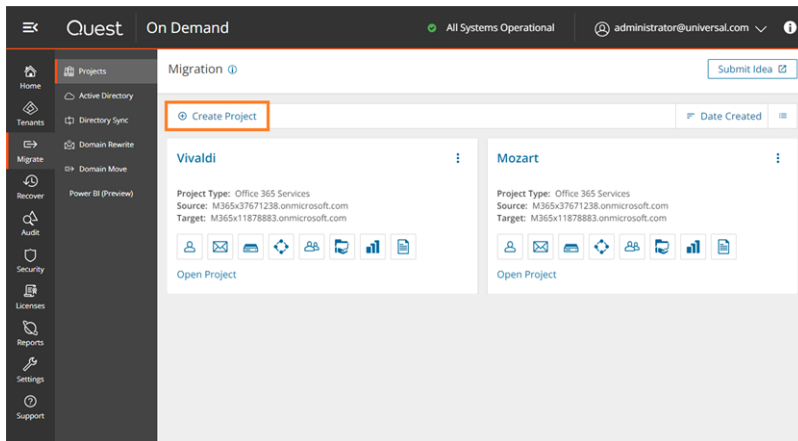 Quest On Demand
All Systems Operational
administrator@universal.com
Home
Tenants
Migrate
Recover
Audit
Security
Licenses
Reports
Settings
Support
Projects
Active Directory
Directory Sync
Domain Rewrite
Domain Move
Power BI (Preview)
Migration
Submit Idea
Create Project
Date Created
Vivaldi
Project Type: Office 365 Services
Source: M365x37671238.onmicrosoft.com
Target: M365x11878883.onmicrosoft.com
Open Project
Mozart
Project Type: Office 365 Services
Source: M365x37671238.onmicrosoft.com
Target: M365x11878883.onmicrosoft.com
Open Project